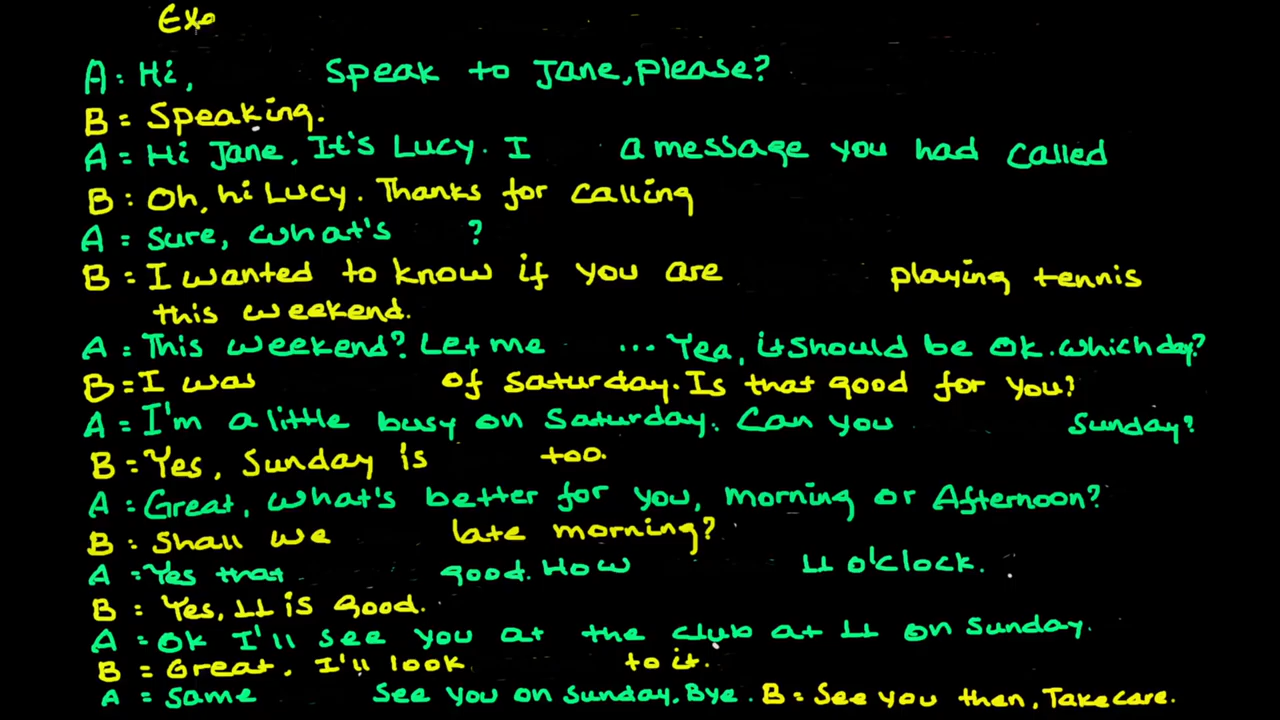 Exo
A: Hi, Speak to Jane, Please?
B = Speaking.
A = Hi Jane, It's Lucy. I a message you had called
B: Oh, hi Lucy. Thanks for calling
A = Sure, what's ?
B = I wanted to know if you are playing tennis
this weekend.
A = This weekend? Let me ... Yea, it should be Ok. which day?
B = I was of Saturday. Is that good for you?
A = I'm a little busy on Saturday. Can you Sunday?
B = Yes, Sunday is too.
A = Great, what's better for you, morning or Afternoon?
B: Shall we late morning?
A = Yes that good. How 11 o'clock.
B : Yes, 11 is good.
A = Ok I'll see you at the club at 11 on Sunday.
B = Great, I'll look to it.
A = Same See you on Sunday. Bye. B = See you then, Take care.